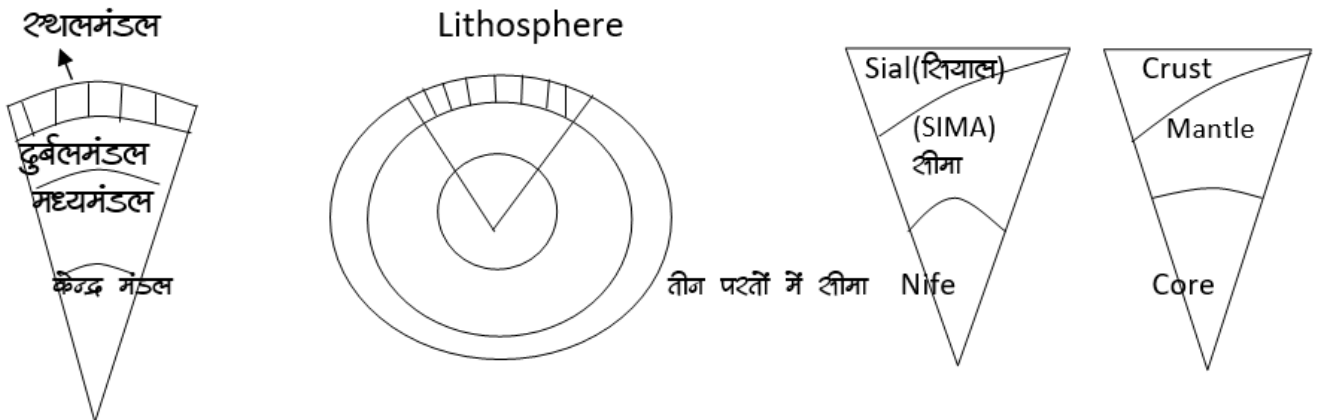 स्थलमंडल
दुर्बलमंडल
मध्यमंडल
केन्द्र मंडल
Lithosphere
तीन परतों में सीमा
Sial(सियाल)
(SIMA)
सीमा
Nife
Crust
Mantle
Core